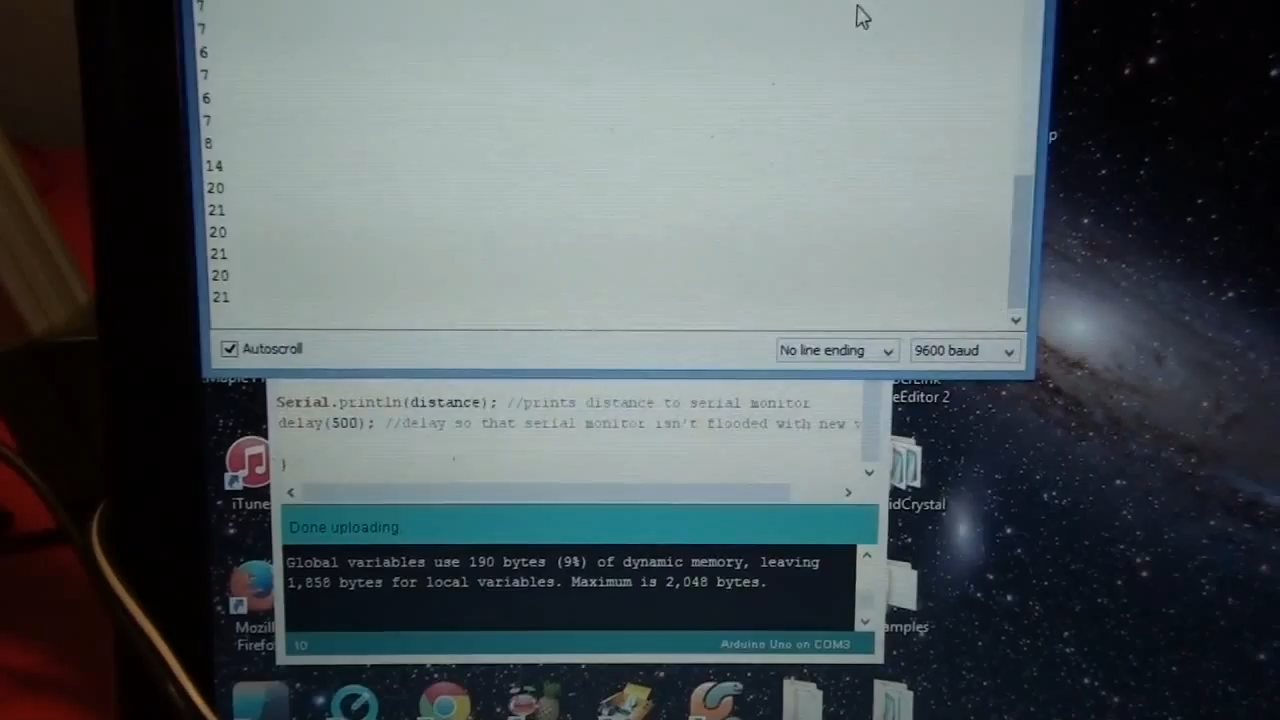 7
7
6
7
6
7
8
14
20
21
20
21
20
21
Autoscroll
No line ending
9600 baud
eEditor 2
Serial.println(distance); //prints distance to serial monitor
delay(500); //delay so that serial monitor isn't flooded with new v
}
iTune
idCrystal
Done uploading.
Global variables use 190 bytes (9%) of dynamic memory, leaving
1,858 bytes for local variables. Maximum is 2,048 bytes.
Mozill
Firefo
amples
10
Arduino Uno on COM3
p